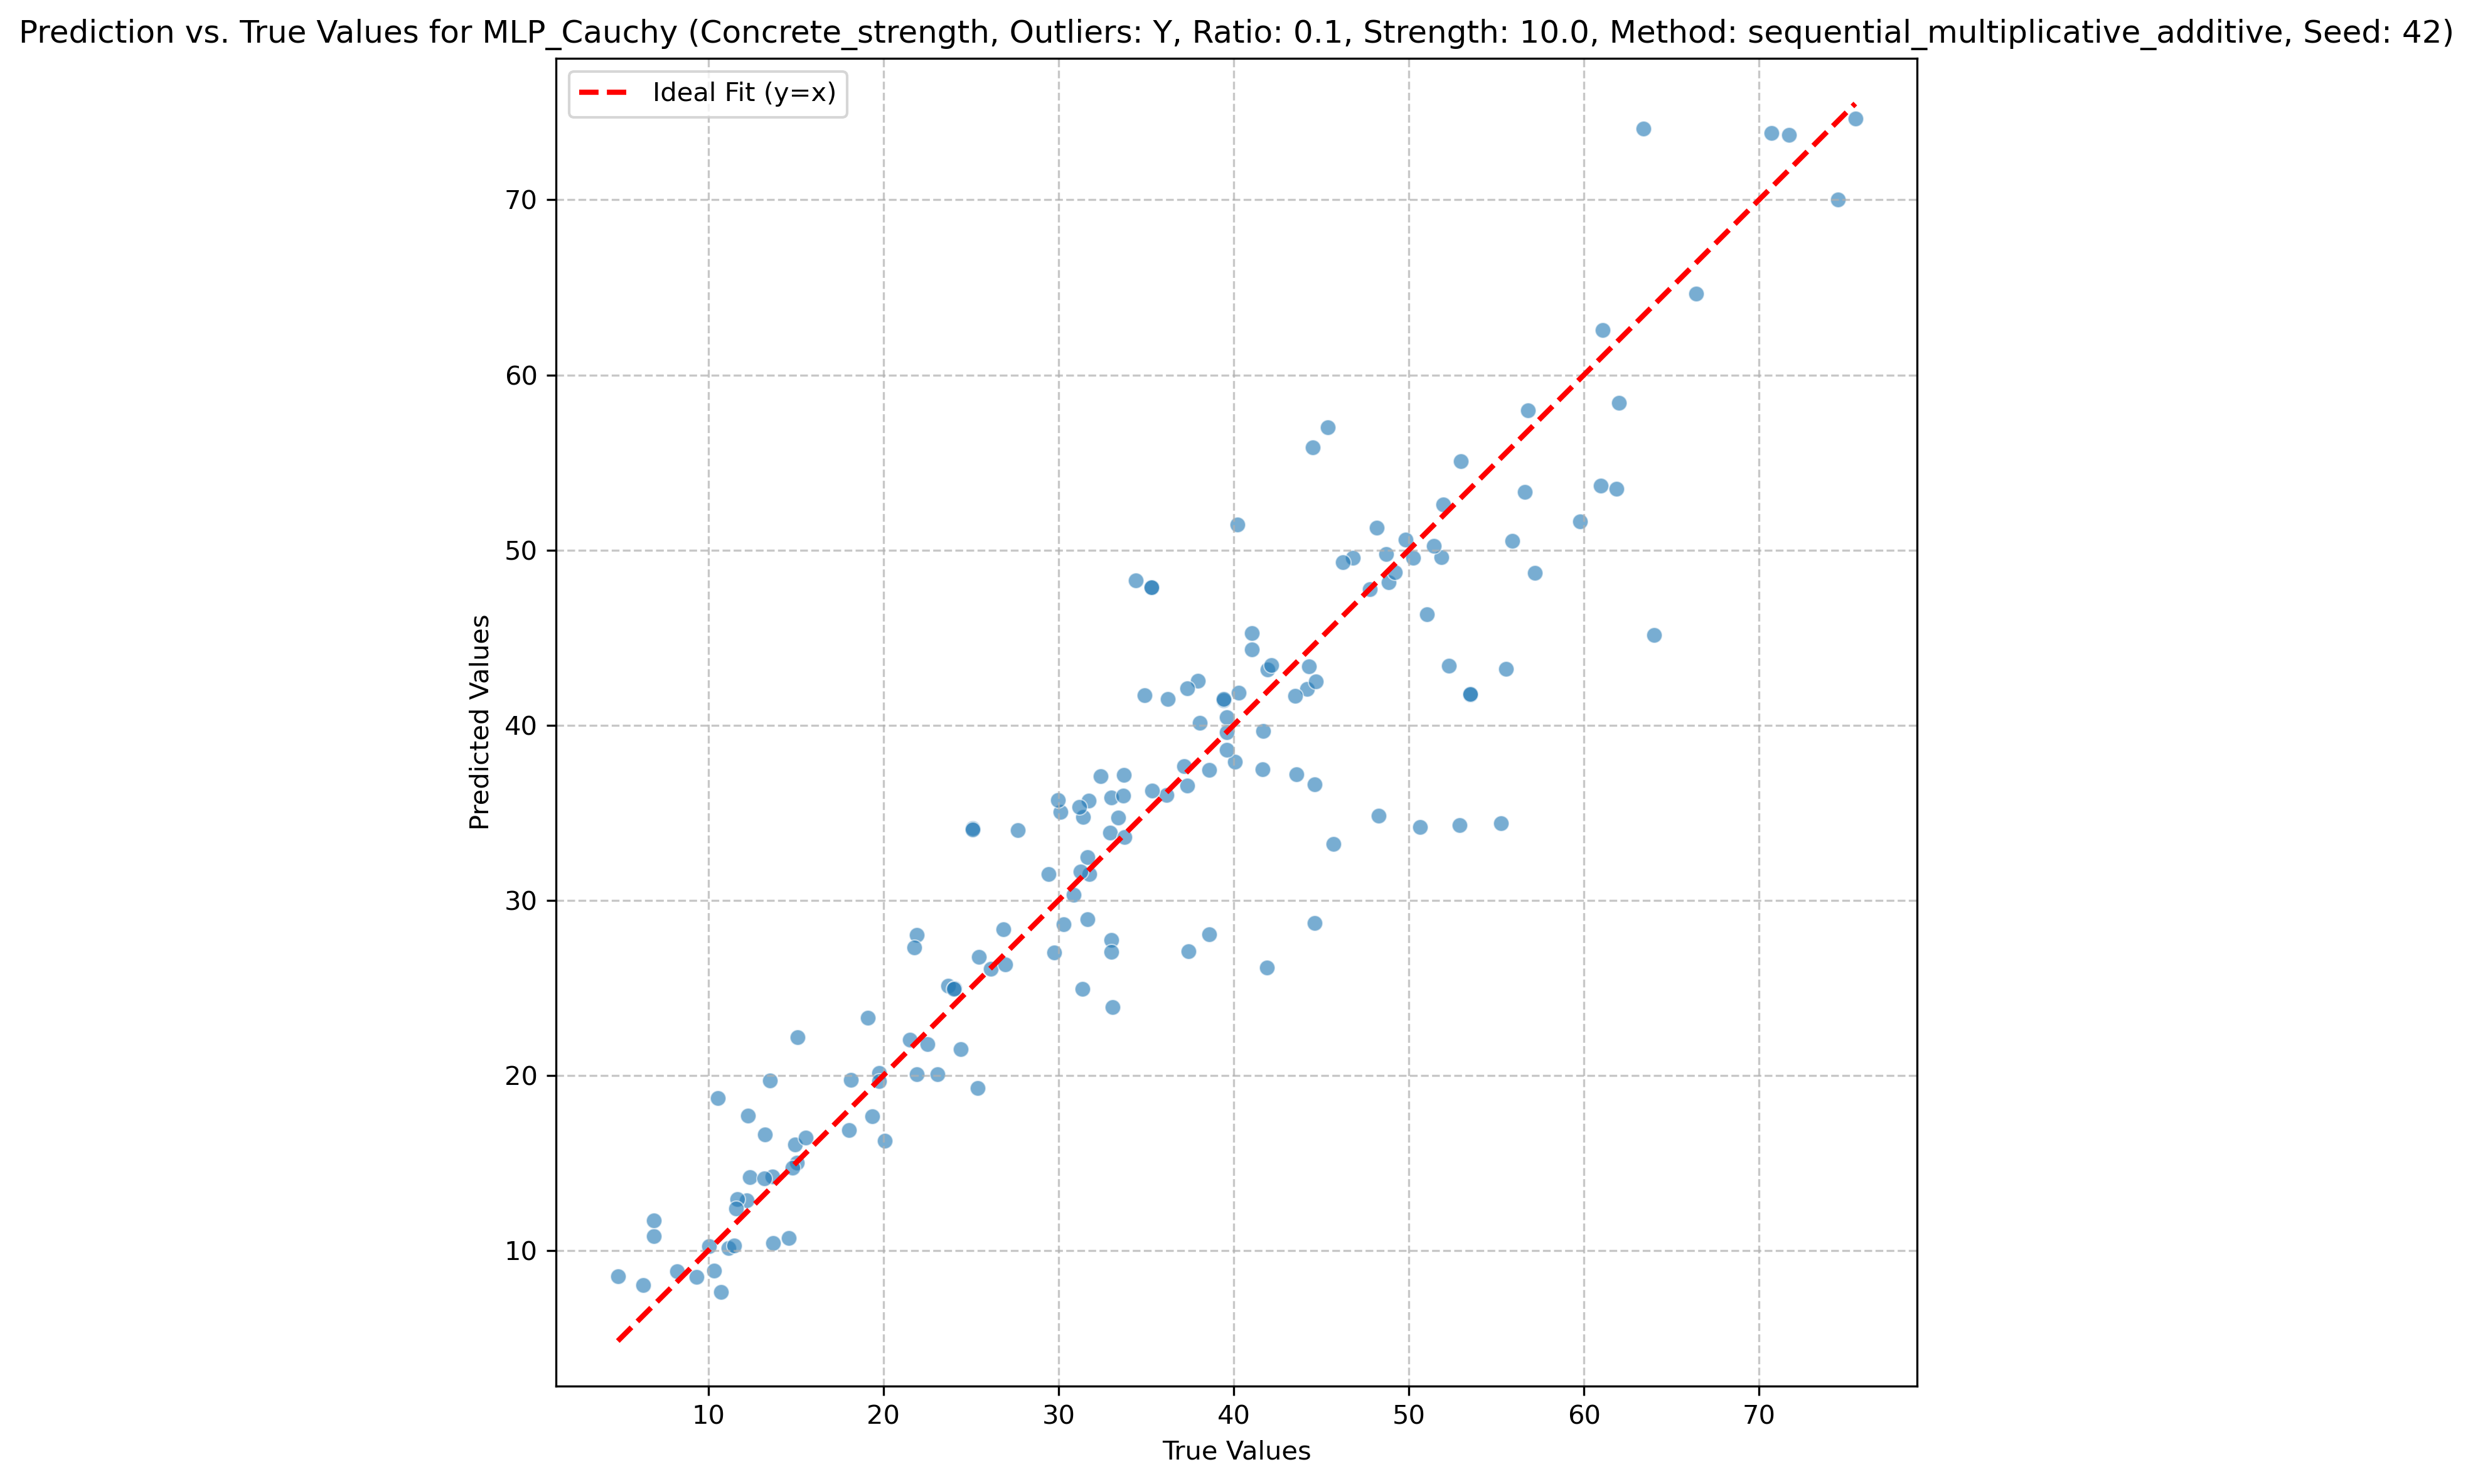 Prediction vs. True Values for MLP_Cauchy (Concrete_strength, Outliers: Y, Ratio: 0.1, Strength: 10.0, Method: sequential_multiplicative_additive, Seed: 42)
Ideal Fit (y=x)
70
60
50
40
30
20
10
Predicted Values
10 20 30 40 50 60 70
True Values